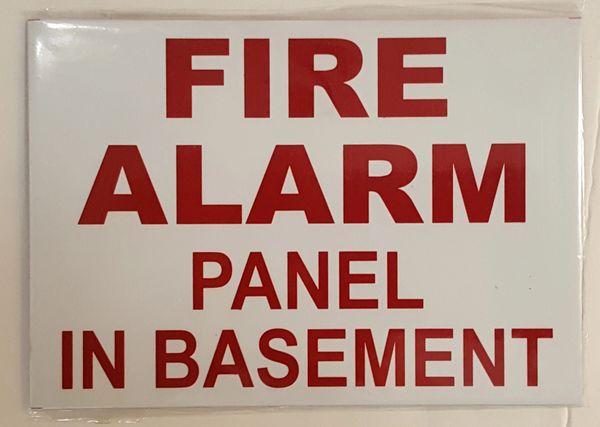 FIRE
ALARM
PANEL
IN BASEMENT